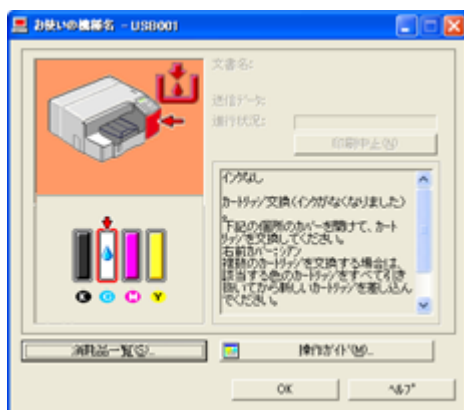 お使いの機種名 - USB001
文書名:
送信データ:
進行状況:
印刷中止(N)
インクなし
カートリッジ交換(インクがなくなりました)
。
下記の個所のカバーを開けて、カート
リッジを交換してください。
右前カバー:シアン
複数のカートリッジを交換する場合は、
該当する色のカートリッジをすべて引き
抜いてから新しいカートリッジを差し込ん
でください。
K C M Y
消耗品一覧(S)...
操作ガイド(M)...
OK
ヘルプ